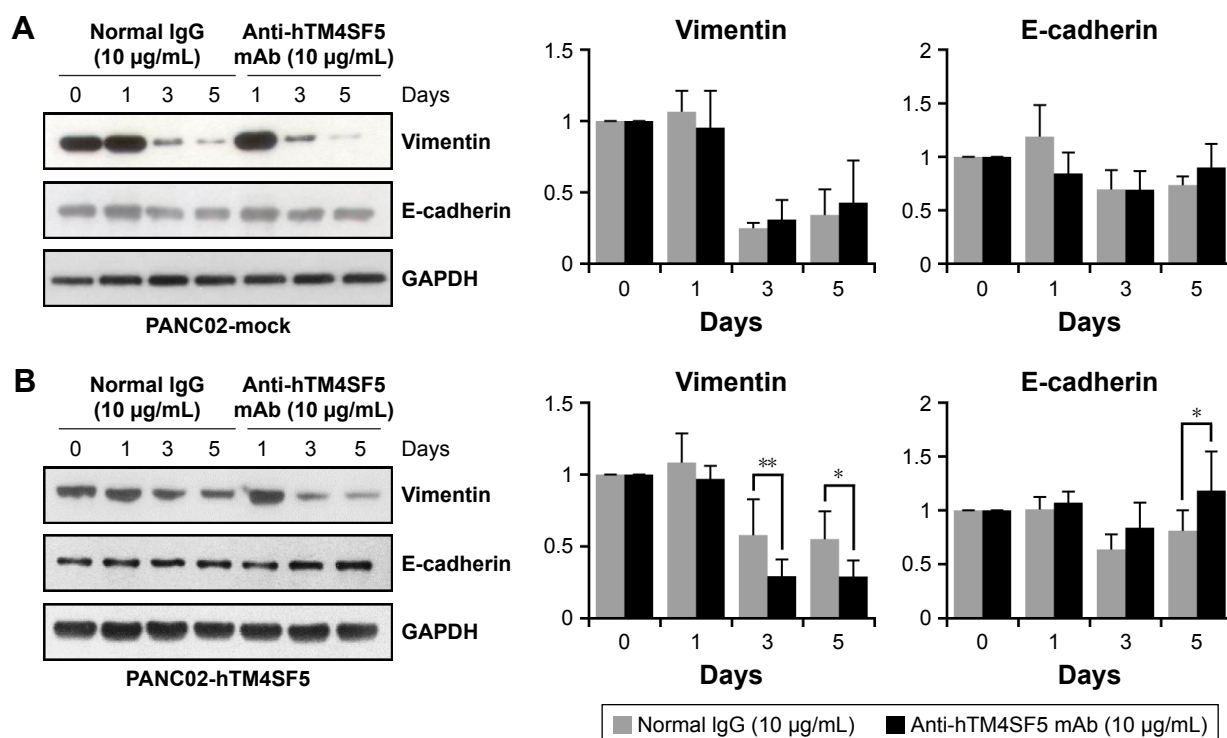 A
Normal IgG
(10 µg/mL)
Anti-hTM4SF5
mAb (10 µg/mL)
0 1 3 5 1 3 5 Days
Vimentin
E-cadherin
GAPDH
PANC02-mock
Vimentin
1.5
1
0.5
0
0 1 3 5
Days
E-cadherin
2
1.5
1
0.5
0
0 1 3 5
Days
B
Normal IgG
(10 µg/mL)
Anti-hTM4SF5
mAb (10 µg/mL)
0 1 3 5 1 3 5 Days
Vimentin
E-cadherin
GAPDH
PANC02-hTM4SF5
Vimentin
1.5
1
0.5
0
** *
0 1 3 5
Days
E-cadherin
2
1.5
1
0.5
0
*
0 1 3 5
Days
Normal IgG (10 µg/mL) Anti-hTM4SF5 mAb (10 µg/mL)